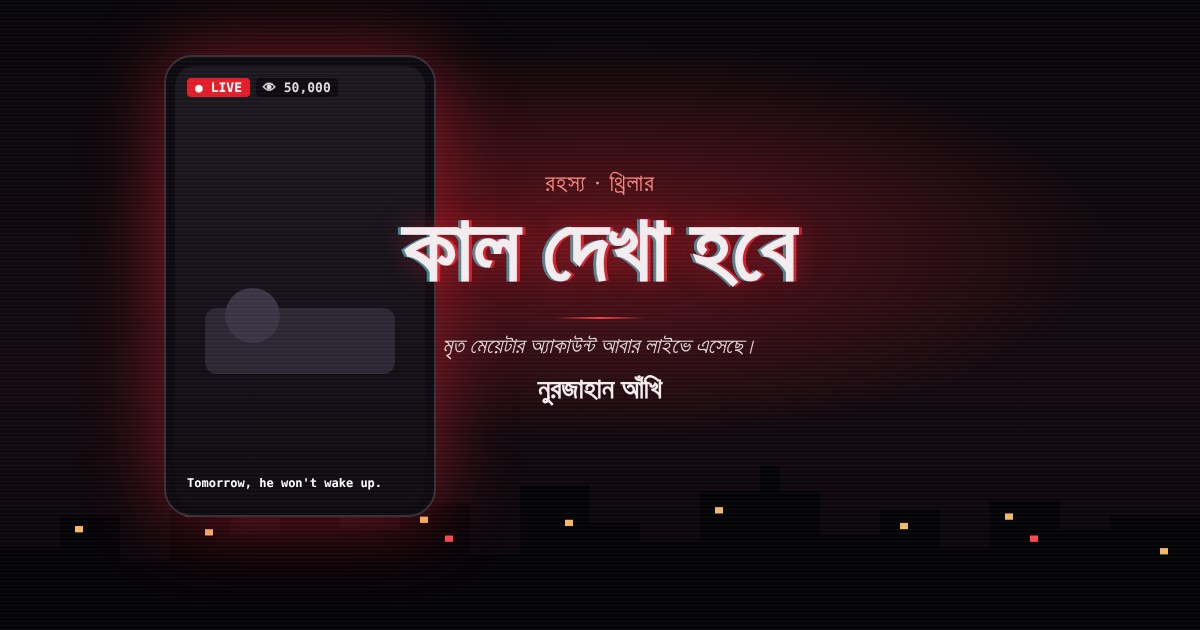 ● LIVE 👁 50,000
রহস্য · থ্রিলার
কাল দেখা হবে
মৃত মেয়েটার অ্যাকাউন্ট আবার লাইভে এসেছে।
নুরজাহান আঁখি
Tomorrow, he won't wake up.